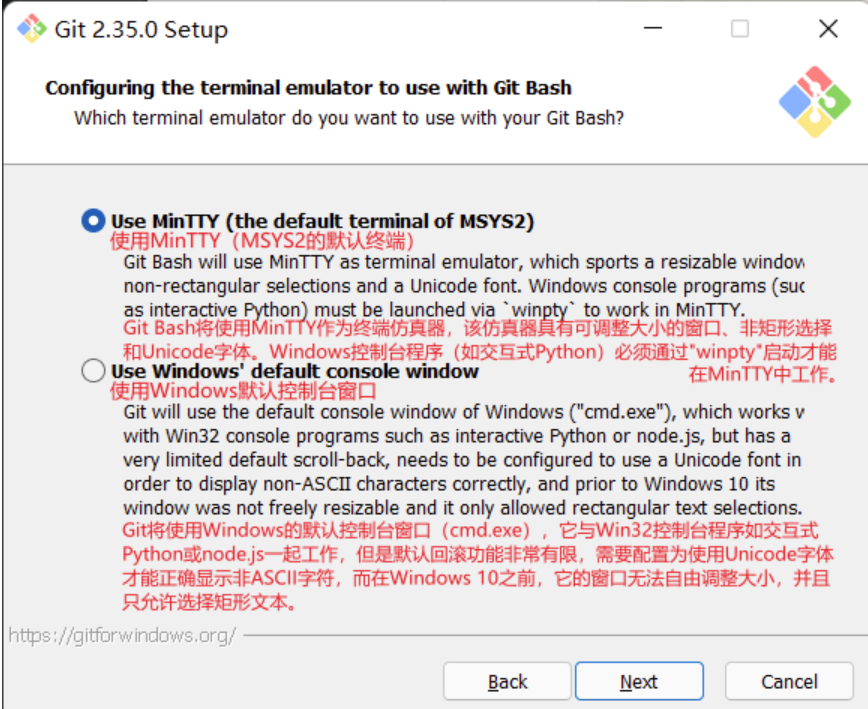 Git 2.35.0 Setup
Configuring the terminal emulator to use with Git Bash
Which terminal emulator do you want to use with your Git Bash?
Use MinTTY (the default terminal of MSYS2)
使用MinTTY（MSYS2的默认终端）
Git Bash will use MinTTY as terminal emulator, which sports a resizable window
non-rectangular selections and a Unicode font. Windows console programs (suc
as interactive Python) must be launched via `winpty` to work in MinTTY.
Git Bash将使用MinTTY作为终端仿真器，该仿真器具有可调整大小的窗口、非矩形选择
和Unicode字体。Windows控制台程序（如交互式Python）必须通过"winpty"启动才能
在MinTTY中工作。
Use Windows' default console window
使用Windows默认控制台窗口
Git will use the default console window of Windows ("cmd.exe"), which works
with Win32 console programs such as interactive Python or node.js, but has a
very limited default scroll-back, needs to be configured to use a Unicode font in
order to display non-ASCII characters correctly, and prior to Windows 10 its
window was not freely resizable and it only allowed rectangular text selections.
Git将使用Windows的默认控制台窗口（cmd.exe），它与Win32控制台程序如交互式
Python或node.js一起工作，但是默认回滚功能非常有限，需要配置为使用Unicode字体
才能正确显示非ASCII字符，而在Windows 10之前，它的窗口无法自由调整大小，并且
只允许选择矩形文本。
https://gitforwindows.org/
Back
Next
Cancel